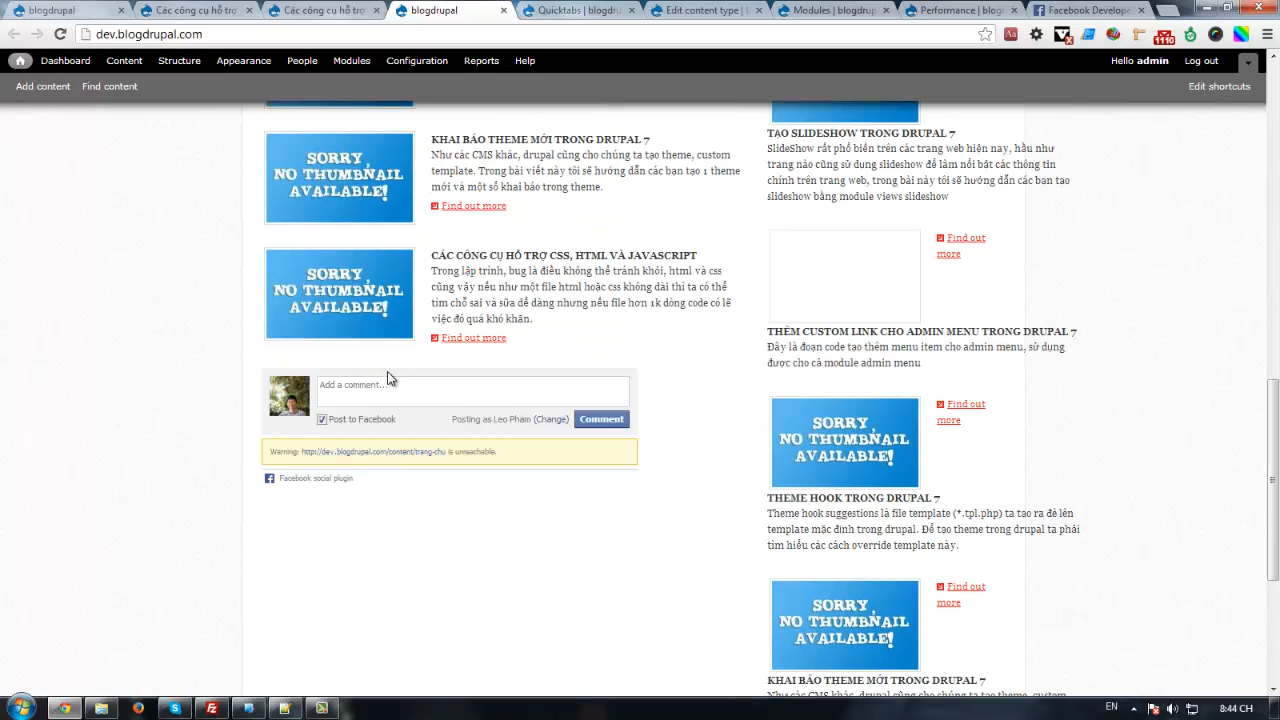 blogdrupal
Các công cụ hỗ trợ
Các công cụ hỗ trợ
blogdrupal
Quicktabs | blogdru
Edit content type |
Modules | blogdrup
Performance | blog
Facebook Develope
dev.blogdrupal.com
1110
Dashboard Content Structure Appearance People Modules Configuration Reports Help
Hello admin Log out
Add content Find content
Edit shortcuts
KHAI BÁO THEME MỚI TRONG DRUPAL 7
Như các CMS khác, drupal cũng cho chúng ta tạo theme, custom
template. Trong bài viết này tôi sẽ hướng dẫn các bạn tạo 1 theme
mới và một số khai báo trong theme.
Find out more
SORRY,
NO THUMBNAIL
AVAILABLE!
CÁC CÔNG CỤ HỖ TRỢ CSS, HTML VÀ JAVASCRIPT
Trong lập trình, bug là điều không thể tránh khỏi, html và css
cũng vậy nếu như một file html hoặc css không dài thì ta có thể
tìm chỗ sai và sửa dễ dàng nhưng nếu file hơn 1k dòng code có lẽ
việc đó quá khó khăn.
Find out more
SORRY,
NO THUMBNAIL
AVAILABLE!
Add a comment...
Post to Facebook
Posting as Leo Pham (Change)
Comment
Warning: http://dev.blogdrupal.com/content/trang-chu is unreachable.
Facebook social plugin
TẠO SLIDESHOW TRONG DRUPAL 7
SlideShow rất phổ biến trên các trang web hiện nay, hầu như
trang nào cũng sử dụng slideshow để làm nổi bật các thông tin
chính trên trang web, trong bài này tôi sẽ hướng dẫn các bạn tạo
slideshow bằng module views slideshow
Find out
more
THÊM CUSTOM LINK CHO ADMIN MENU TRONG DRUPAL 7
Đây là đoạn code tạo thêm menu item cho admin menu, sử dụng
được cho cả module admin menu
SORRY,
NO THUMBNAIL
AVAILABLE!
Find out
more
THEME HOOK TRONG DRUPAL 7
Theme hook suggestions là file template (*.tpl.php) ta tạo ra đè lên
template mặc định trong drupal. Để tạo theme trong drupal ta phải
tìm hiểu các cách override template này.
SORRY,
NO THUMBNAIL
AVAILABLE!
Find out
more
KHAI BÁO THEME MỚI TRONG DRUPAL 7
Như các CMS khác, drupal cũng cho chúng ta tạo theme, custom
EN
8:44 CH